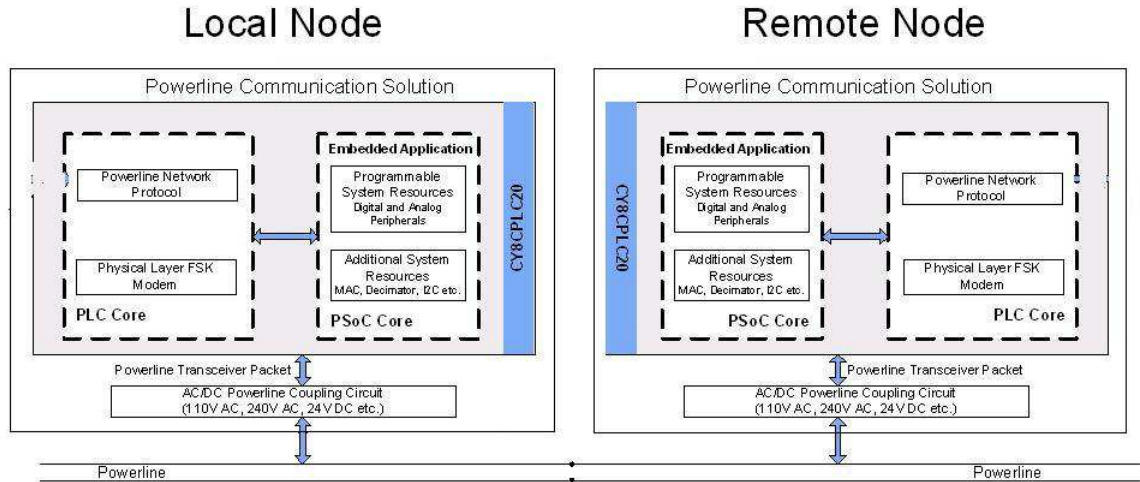 Local Node
Powerline Communication Solution
Powerline Network
Protocol
Physical Layer FSK
Modem
PLC Core
Embedded Application
Programmable
System Resources
Digital and Analog
Peripherals
Additional System
Resources
MAC, Decimator, I2C etc.
PSoC Core
CY8CPLC20
Powerline Transceiver Packet
AC/DC Powerline Coupling Circuit
(110V AC, 240V AC, 24V DC etc.)
Powerline
Remote Node
Powerline Communication Solution
CY8CPLC20
Embedded Application
Programmable
System Resources
Digital and Analog
Peripherals
Additional System
Resources
MAC, Decimator, I2C etc.
PSoC Core
Powerline Network
Protocol
Physical Layer FSK
Modem
PLC Core
Powerline Transceiver Packet
AC/DC Powerline Coupling Circuit
(110V AC, 240V AC, 24V DC etc.)
Powerline